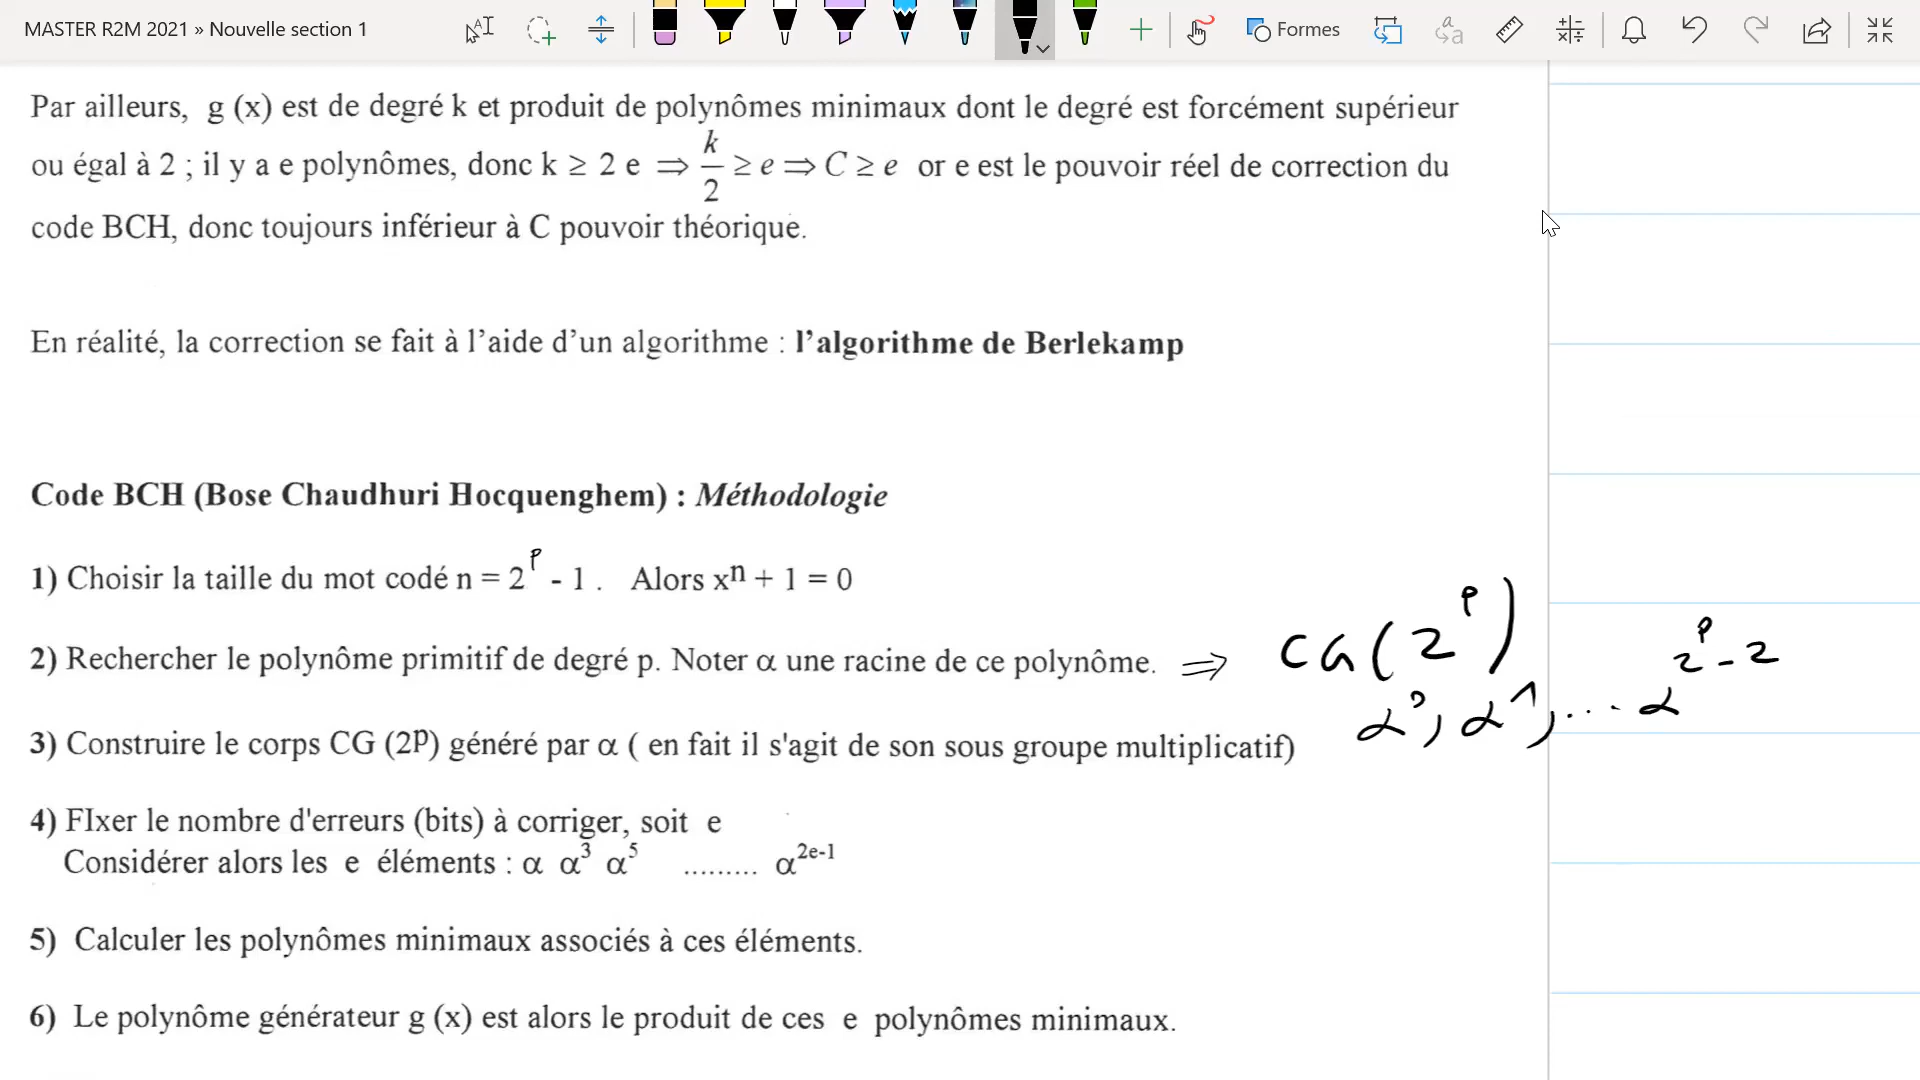 MASTER R2M 2021 » Nouvelle section 1
Formes
Par ailleurs, g (x) est de degré k et produit de polynômes minimaux dont le degré est forcément supérieur
ou égal à 2 ; il y a e polynômes, donc k ≥ 2 e ⇒ k/2 ≥ e ⇒ C ≥ e or e est le pouvoir réel de correction du
code BCH, donc toujours inférieur à C pouvoir théorique.
En réalité, la correction se fait à l'aide d'un algorithme : l'algorithme de Berlekamp
Code BCH (Bose Chaudhuri Hocquenghem) : Méthodologie
1) Choisir la taille du mot codé n = 2^p - 1 . Alors x^n + 1 = 0
2) Rechercher le polynôme primitif de degré p. Noter α une racine de ce polynôme. ⇒ CG(2^p)
α^0, α^1, ... α^2^p-2
3) Construire le corps CG (2^p) généré par α ( en fait il s'agit de son sous groupe multiplicatif)
4) FIxer le nombre d'erreurs (bits) à corriger, soit e
Considérer alors les e éléments : α α^3 α^5 ......... α^2e-1
5) Calculer les polynômes minimaux associés à ces éléments.
6) Le polynôme générateur g (x) est alors le produit de ces e polynômes minimaux.